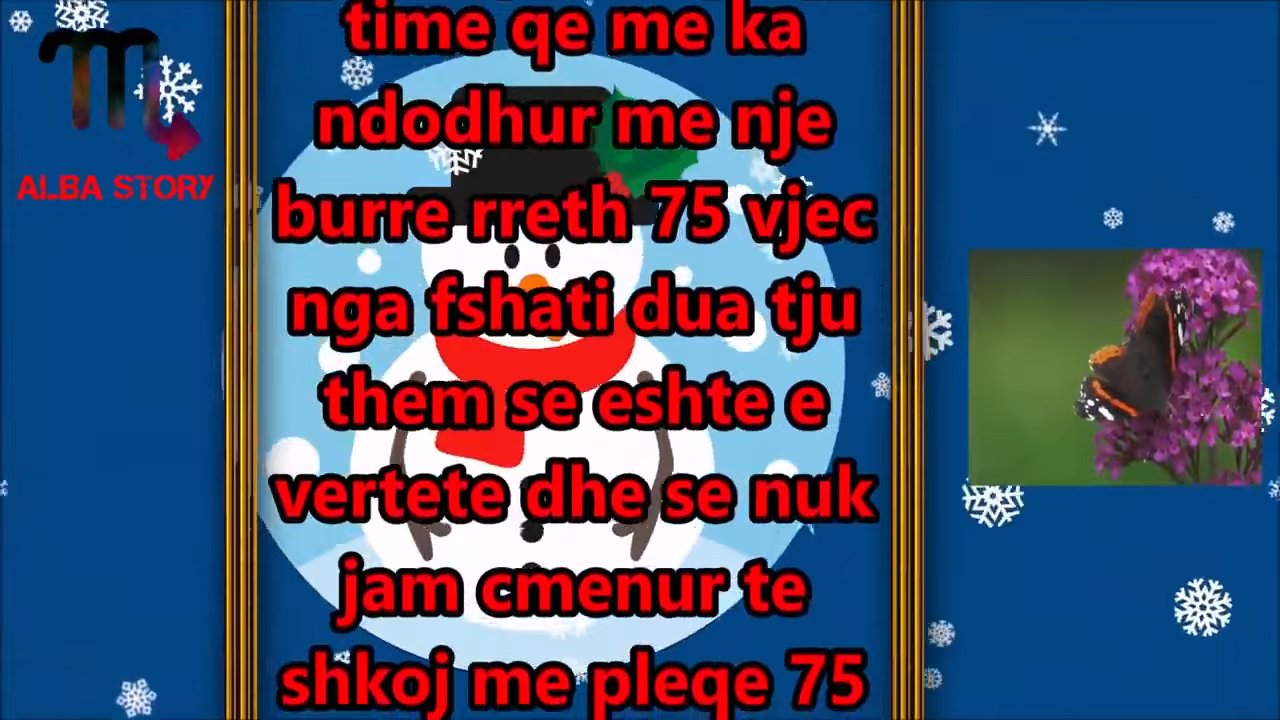 ALBA STORY
time qe me ka
ndodhur me nje
burre rreth 75 vjec
nga fshati dua tju
them se eshte e
vertete dhe se nuk
jam cmenur te
shkoj me pleqe 75